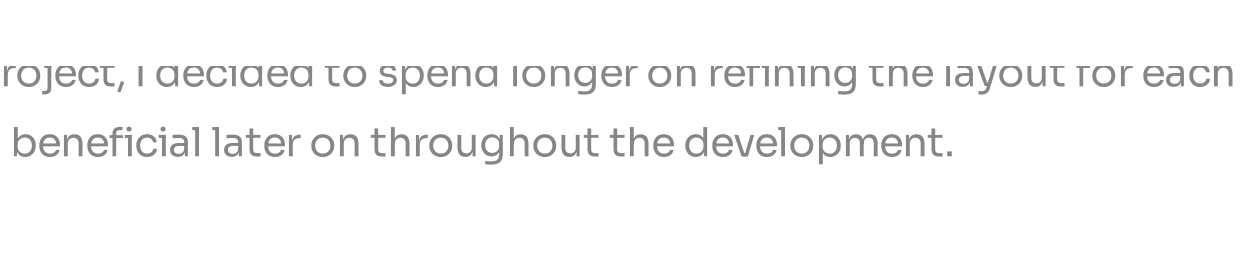 roject, I decided to spend longer on refining the layout for each
beneficial later on throughout the development.